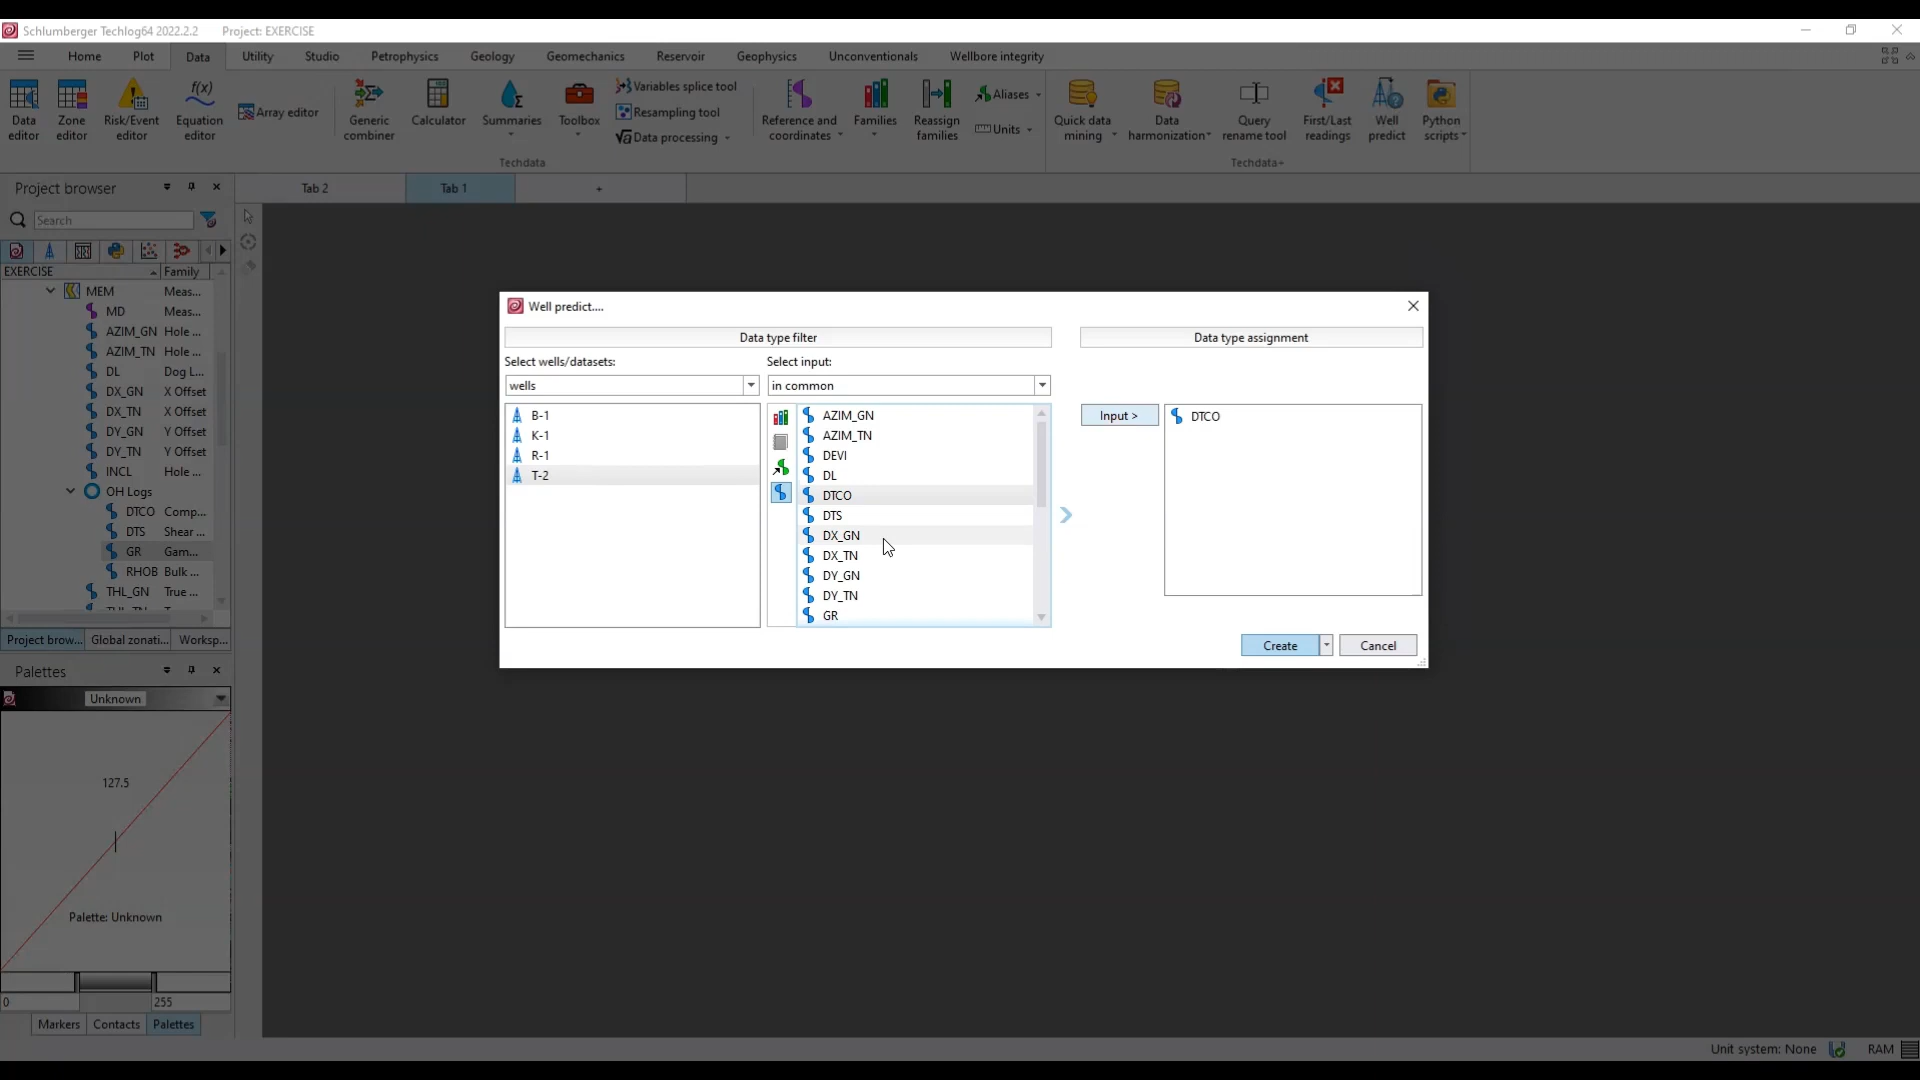 Schlumberger Techlog64 2022.2.2 Project: EXERCISE
Home Plot Data Utility Studio Petrophysics Geology Geomechanics Reservoir Geophysics Unconventionals Wellbore integrity
Data editor
Zone editor
Risk/Event editor
Equation editor
Array editor
Generic combiner
Calculator
Summaries
Toolbox
Variables splice tool
Resampling tool
Data processing
Reference and coordinates
Families
Reassign families
Aliases
Units
Quick data mining
Data harmonization
Query rename tool
First/Last readings
Well predict
Python scripts
Techdata
Techdata+
Project browser
Tab 2
Tab 1
+
Search
EXERCISE Family
MEM Meas...
MD Meas...
AZIM_GN Hole ...
AZIM_TN Hole ...
DL Dog L...
DX_GN X Offset
DX_TN X Offset
DY_GN Y Offset
DY_TN Y Offset
INCL Hole ...
OH Logs
DTCO Comp...
DTS Shear ...
GR Gam...
RHOB Bulk ...
THL_GN True ...
Project brow... Global zonati... Worksp...
Palettes
Unknown
127.5
Palette: Unknown
0 255
Markers Contacts Palettes
Well predict....
Data type filter
Data type assignment
Select wells/datasets:
Select input:
wells
in common
B-1
K-1
R-1
T-2
AZIM_GN
AZIM_TN
DEVI
DL
DTCO
DTS
DX_GN
DX_TN
DY_GN
DY_TN
GR
Input >
DTCO
Create
Cancel
Unit system: None
RAM